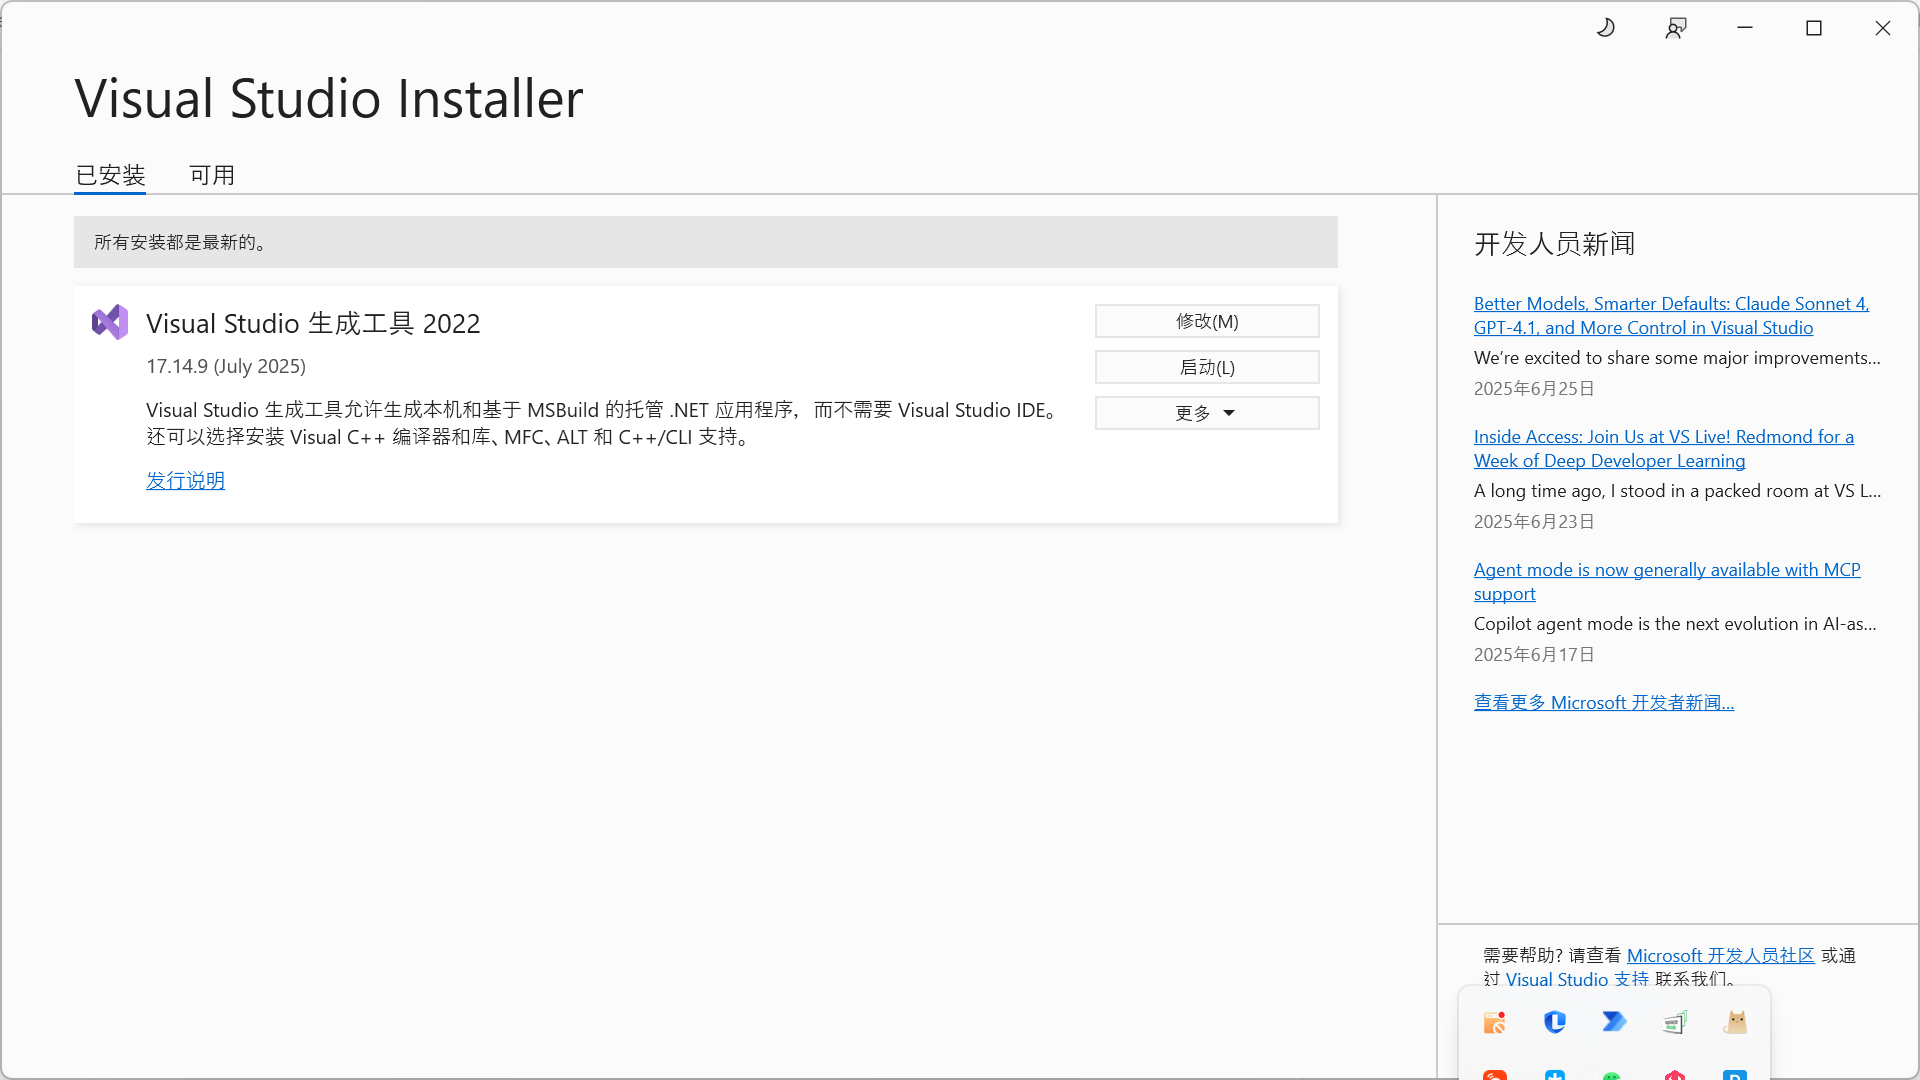 Visual Studio Installer
已安装
可用
所有安装都是最新的。
Visual Studio 生成工具 2022
17.14.9 (July 2025)
Visual Studio 生成工具允许生成本机和基于 MSBuild 的托管 .NET 应用程序，而不需要 Visual Studio IDE。
还可以选择安装 Visual C++ 编译器和库、MFC、ALT 和 C++/CLI 支持。
发行说明
修改(M)
启动(L)
更多
开发人员新闻
Better Models, Smarter Defaults: Claude Sonnet 4,
GPT-4.1, and More Control in Visual Studio
We’re excited to share some major improvements...
2025年6月25日
Inside Access: Join Us at VS Live! Redmond for a
Week of Deep Developer Learning
A long time ago, I stood in a packed room at VS L...
2025年6月23日
Agent mode is now generally available with MCP
support
Copilot agent mode is the next evolution in AI-as...
2025年6月17日
查看更多 Microsoft 开发者新闻...
需要帮助? 请查看 Microsoft 开发人员社区 或通
过 Visual Studio 支持 联系我们。